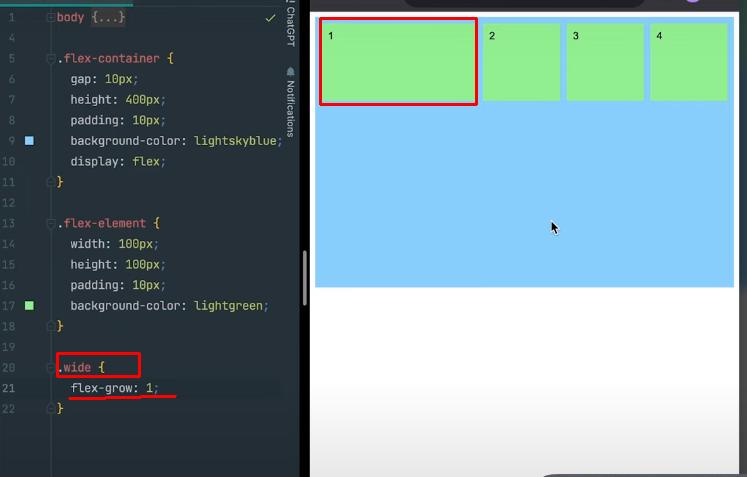 1 body {...}
4
5 .flex-container {
6 gap: 10px;
7 height: 400px;
8 padding: 10px;
9 background-color: lightskyblue;
10 display: flex;
11 }
12
13 .flex-element {
14 width: 100px;
15 height: 100px;
16 padding: 10px;
17 background-color: lightgreen;
18 }
19
20 .wide {
21 flex-grow: 1;
22 }
ChatGPT
Notifications
1
2
3
4